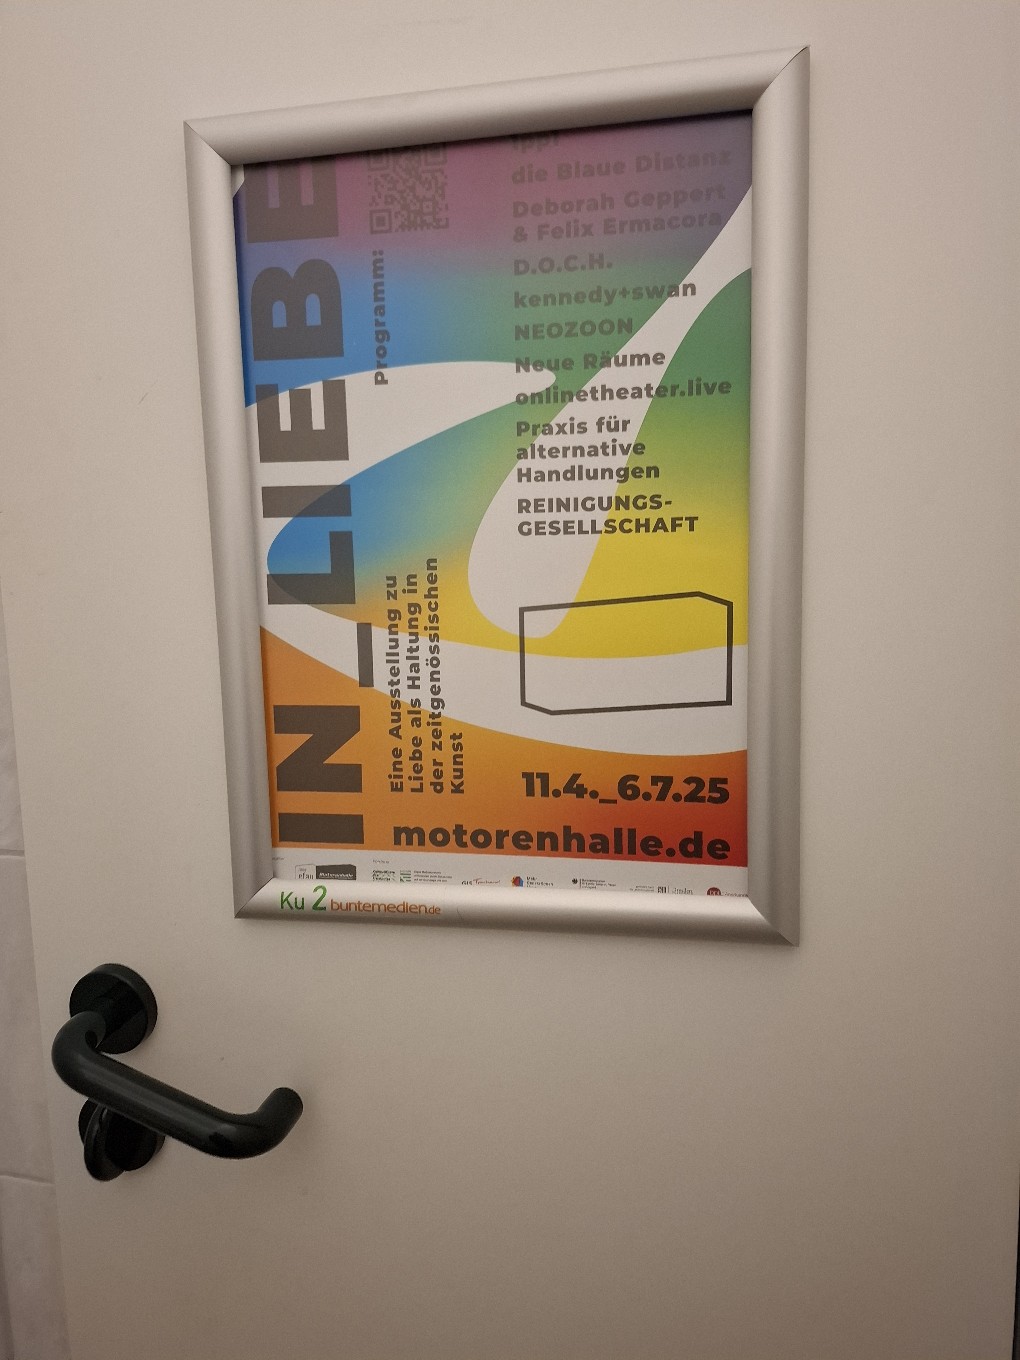 IN_LIEBE
Programm:
Eine Ausstellung zu
Liebe als Haltung in
der zeitgenössischen
Kunst
die Blaue Distanz
Deborah Geppert
& Felix Ermacora
D.O.C.H.
kennedy+swan
NEOZOON
Neue Räume
onlinetheater.live
Praxis für
alternative
Handlungen
REINIGUNGS-
GESELLSCHAFT
11.4._6.7.25
motorenhalle.de
Ku 2 buntemedien.de